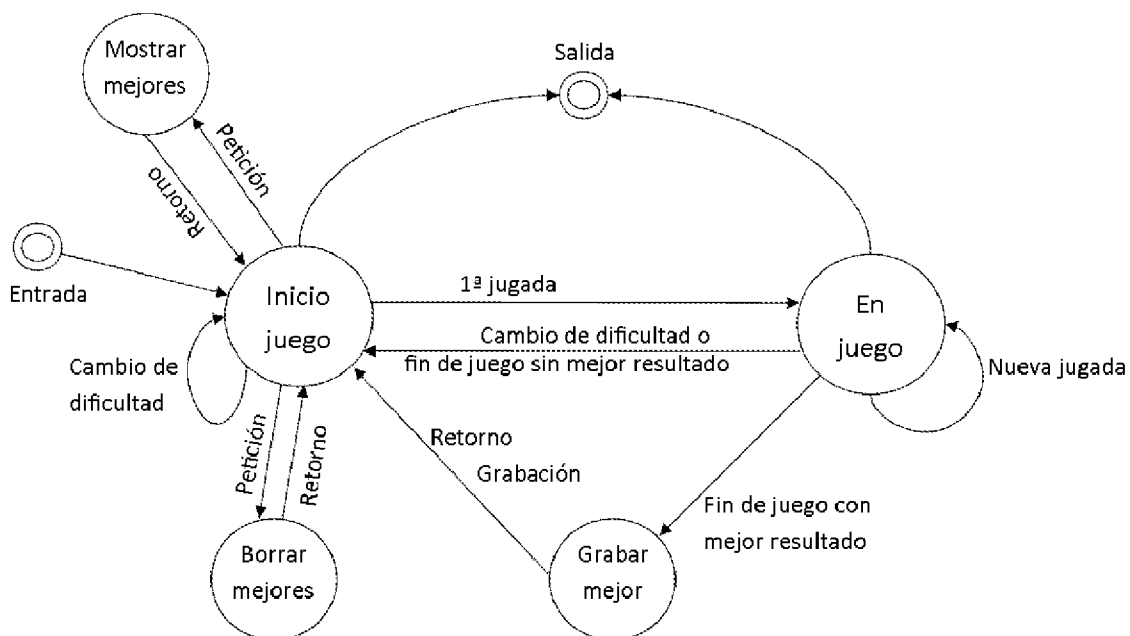 Mostrar
mejores
Salida
Petición
Retorno
Entrada
Inicio
juego
1ª jugada
En
juego
Cambio de dificultad o
fin de juego sin mejor resultado
Cambio de
dificultad
Nueva jugada
Petición
Retorno
Retorno
Grabación
Fin de juego con
mejor resultado
Borrar
mejores
Grabar
mejor